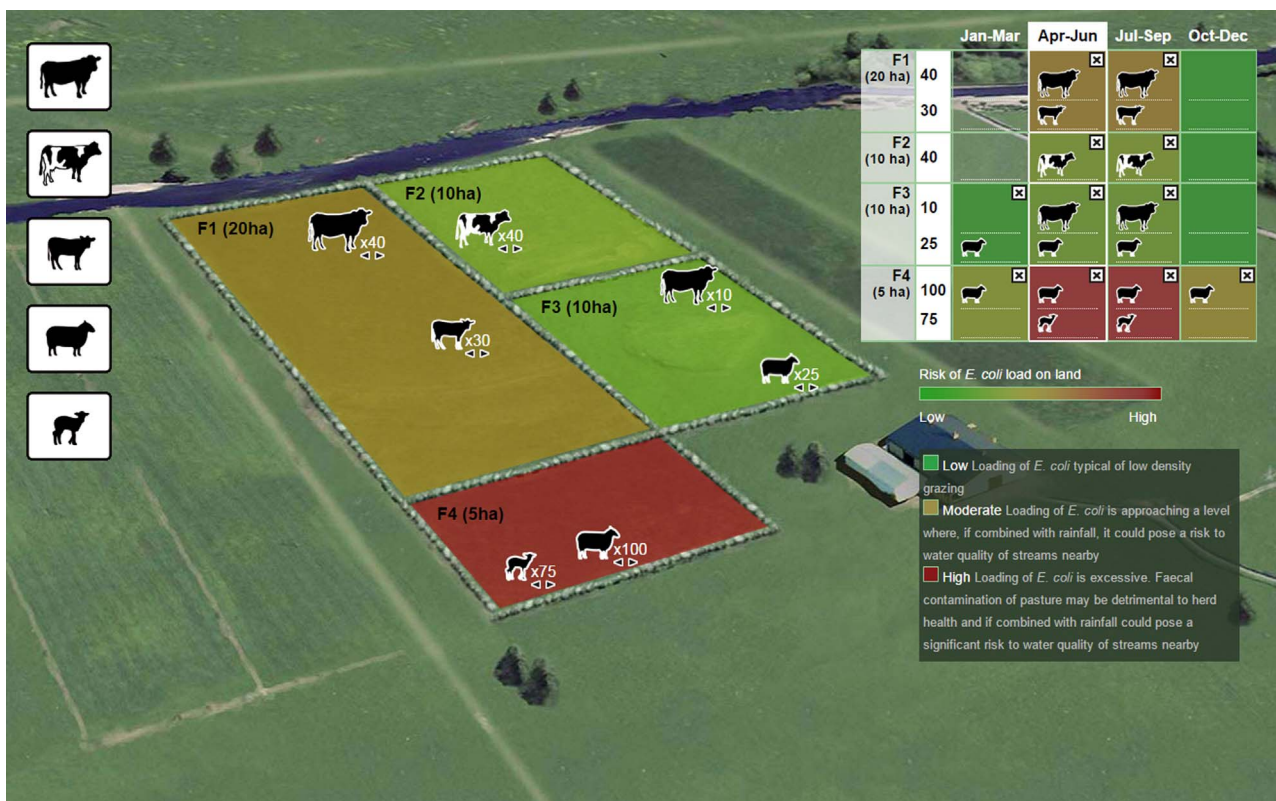 Jan-Mar Apr-Jun Jul-Sep Oct-Dec
F1
(20 ha) 40
30
F2
(10 ha) 40
F3
(10 ha) 10
25
F4
(5 ha) 100
75
F1 (20ha)
x40
x30
F2 (10ha)
x40
F3 (10ha)
x10
x25
F4 (5ha)
x75
x100
Risk of E. coli load on land
Low High
Low Loading of E. coli typical of low density
grazing
Moderate Loading of E. coli is approaching a level
where, if combined with rainfall, it could pose a risk to
water quality of streams nearby
High Loading of E. coli is excessive. Faecal
contamination of pasture may be detrimental to herd
health and if combined with rainfall could pose a
significant risk to water quality of streams nearby